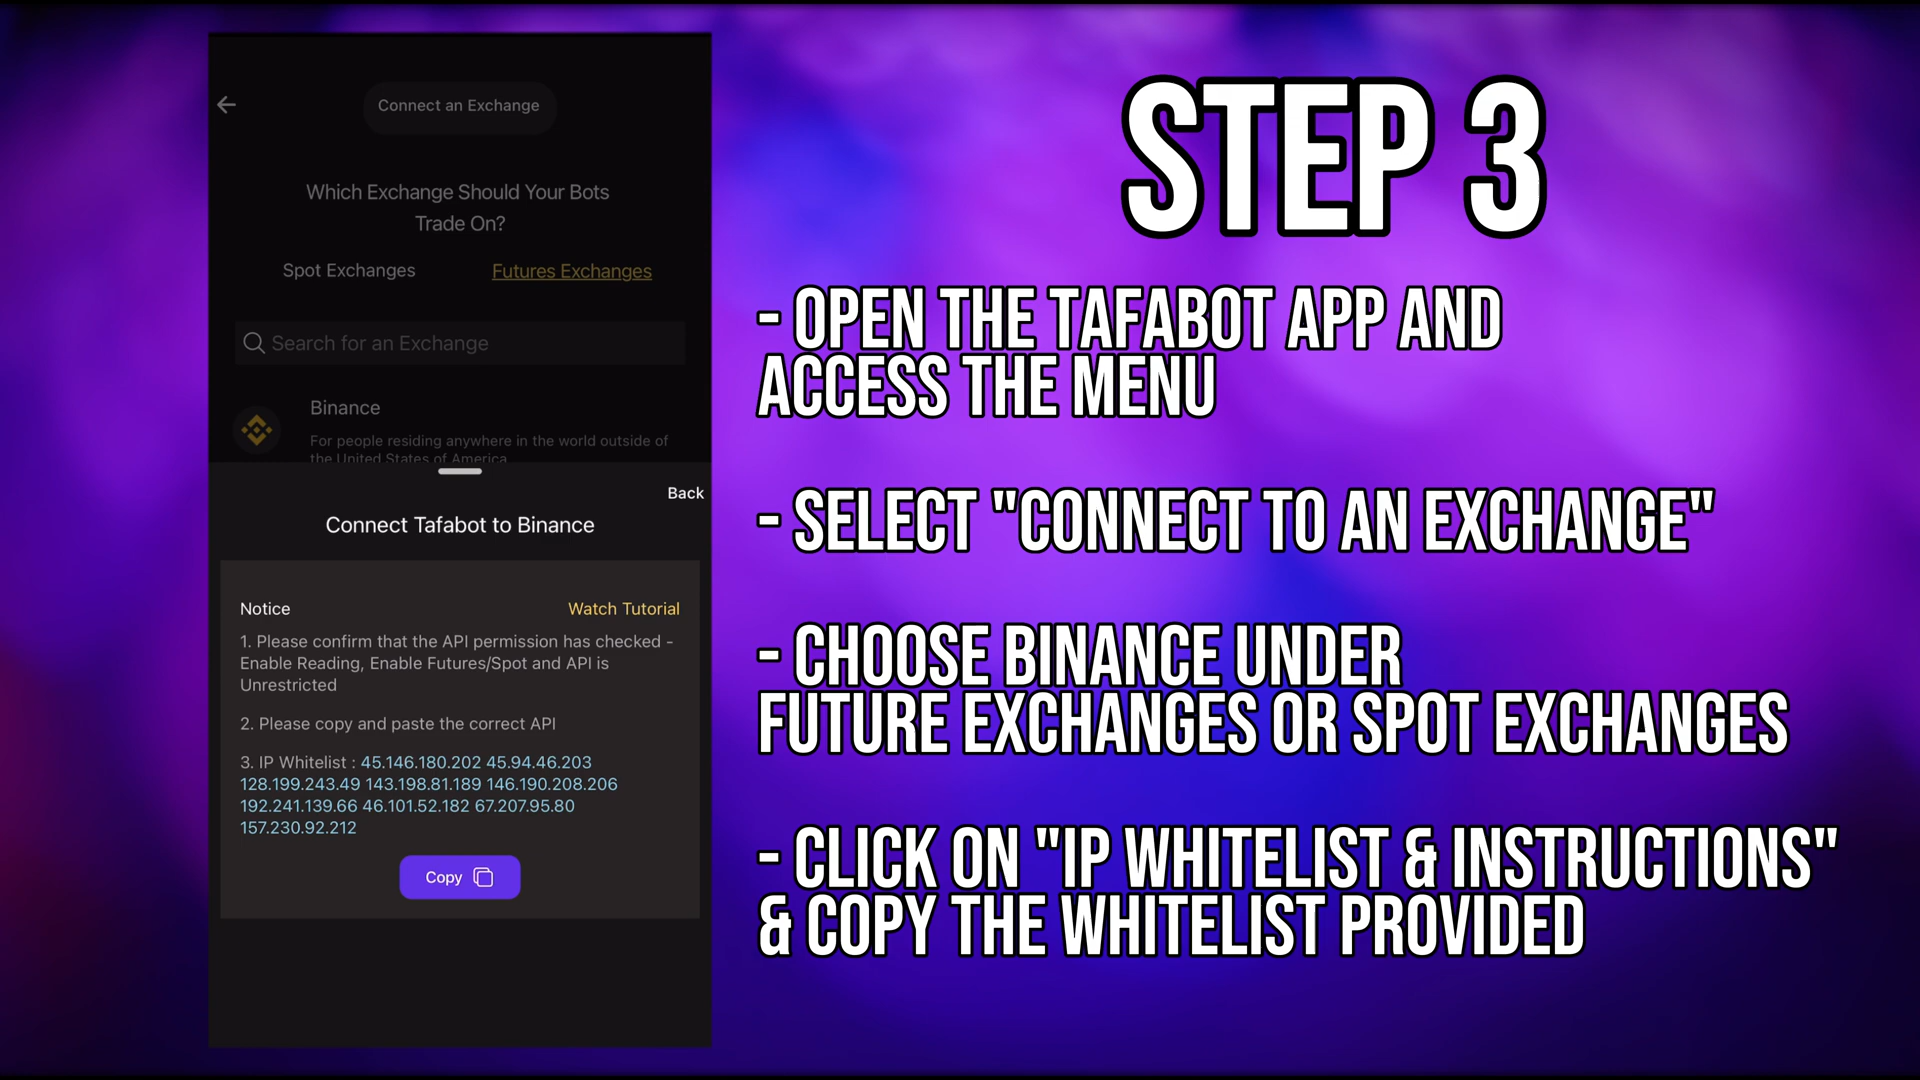 Connect an Exchange
Which Exchange Should Your Bots
Trade On?
Spot Exchanges
Futures Exchanges
Search for an Exchange
Binance
For people residing anywhere in the world outside of
the United States of America
Back
Connect Tafabot to Binance
Notice
Watch Tutorial
1. Please confirm that the API permission has checked -
Enable Reading, Enable Futures/Spot and API is
Unrestricted
2. Please copy and paste the correct API
3. IP Whitelist : 45.146.180.202 45.94.46.203
128.199.243.49 143.198.81.189 146.190.208.206
192.241.139.66 46.101.52.182 67.207.95.80
157.230.92.212
Copy
STEP 3
- OPEN THE TAFABOT APP AND
ACCESS THE MENU
- SELECT "CONNECT TO AN EXCHANGE"
- CHOOSE BINANCE UNDER
FUTURE EXCHANGES OR SPOT EXCHANGES
- CLICK ON "IP WHITELIST & INSTRUCTIONS"
& COPY THE WHITELIST PROVIDED